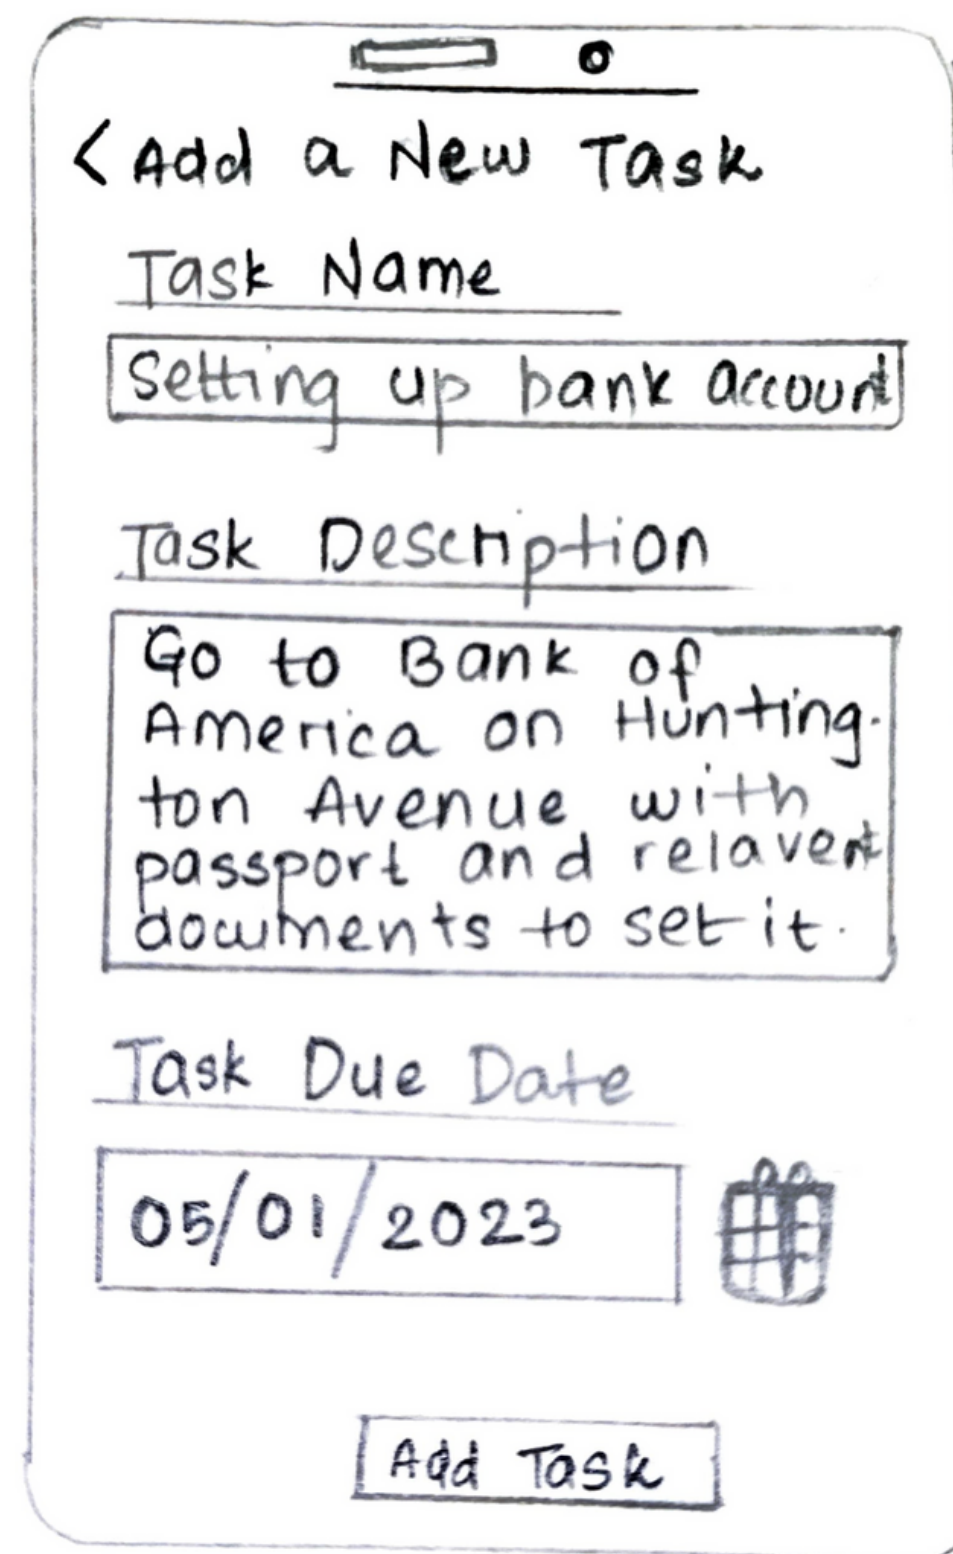 < Add a New Task
Task Name
Setting up bank account
Task Description
Go to Bank of
America on Hunting-
ton Avenue with
passport and relavent
documents to set it.
Task Due Date
05/01/2023
Add Task